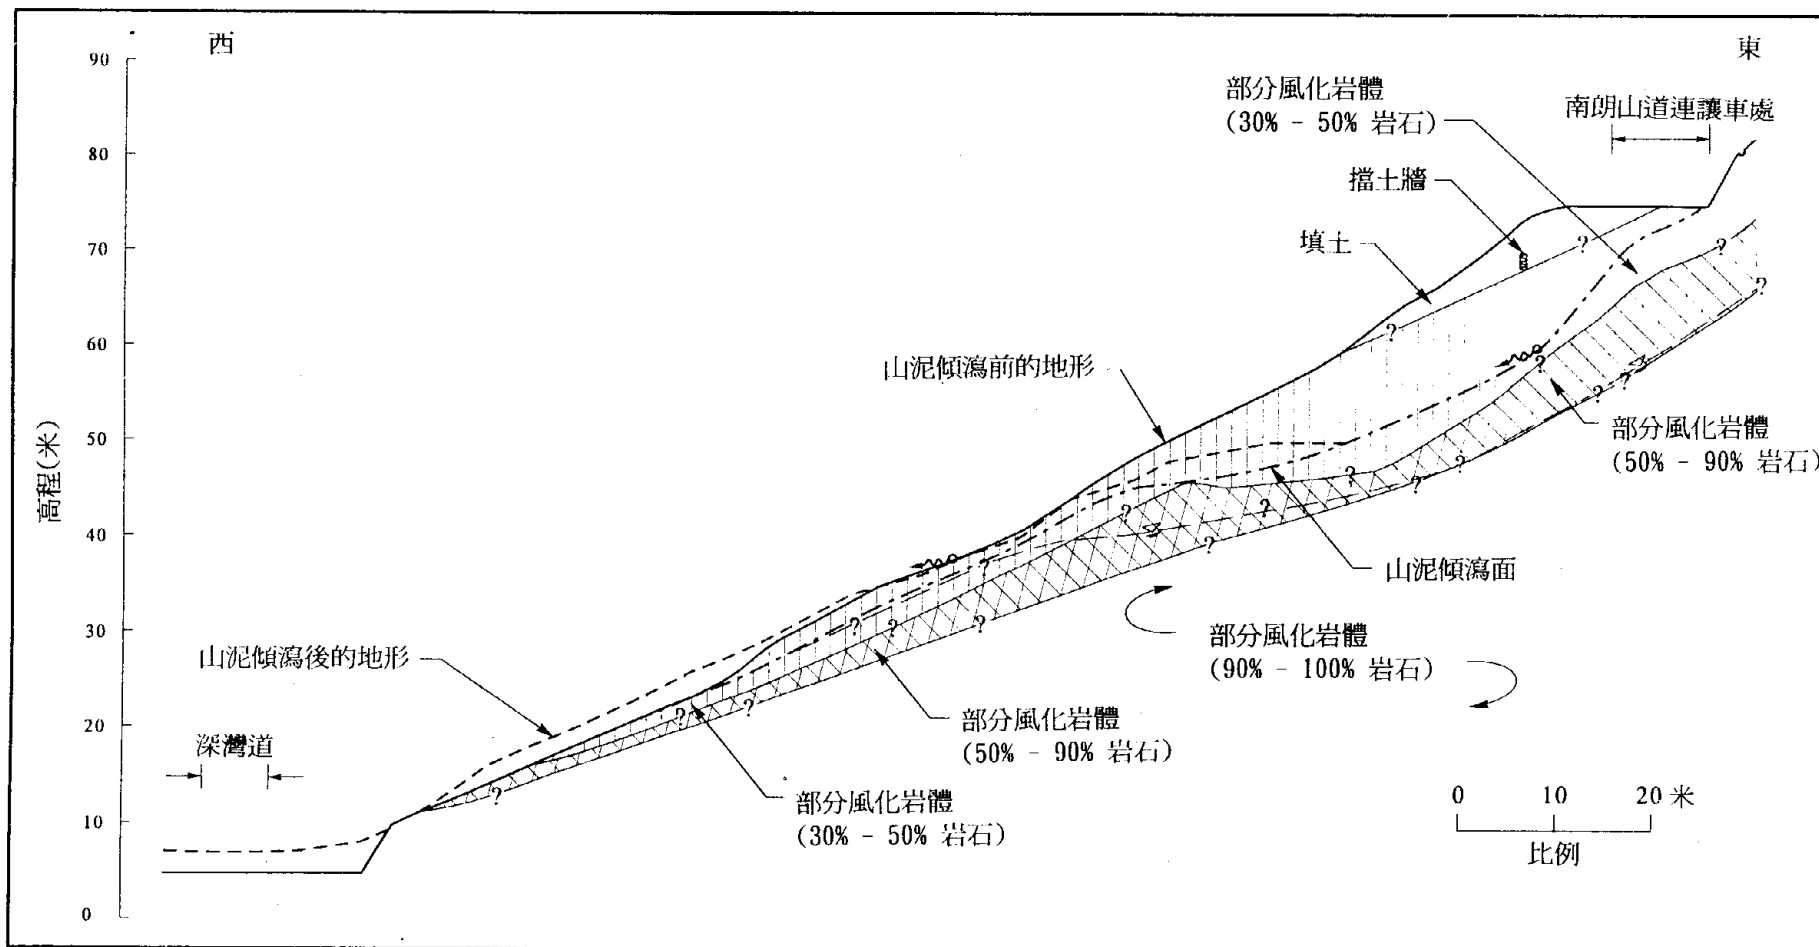 西
東
90
80
70
60
50
40
30
20
10
0
高程(米)
部分風化岩體
(30% - 50% 岩石)
南朗山道連讓車處
擋土牆
填土
?
?
?
?
山泥傾瀉前的地形
?
?
?
部分風化岩體
(50% - 90% 岩石)
?
?
?
?
?
?
山泥傾瀉面
?
?
?
?
部分風化岩體
(90% - 100% 岩石)
山泥傾瀉後的地形
?
?
部分風化岩體
(50% - 90% 岩石)
深灣道
?
部分風化岩體
(30% - 50% 岩石)
0 10 20 米
比例